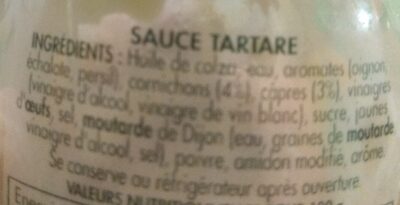 SAUCE TARTARE
INGRÉDIENTS : Huile de colza, eau, aromates (oignon,
échalote, persil), cornichons (4%), câpres (3%), vinaigres
(vinaigre d'alcool, vinaigre de vin blanc), sucre, jaunes
d'œufs, sel, moutarde de Dijon (eau, graines de moutarde,
vinaigre d'alcool, sel), poivre, amidon modifié, arôme.
Se conserve au réfrigérateur après ouverture.
VALEURS